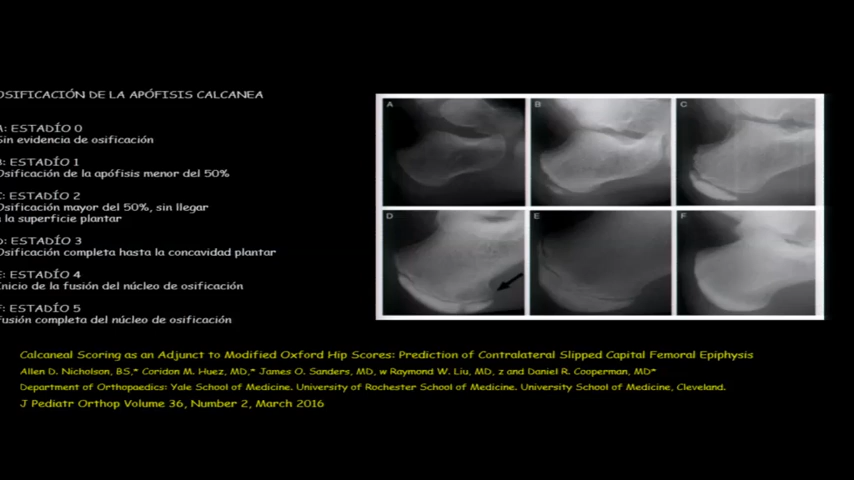 OSIFICACIÓN DE LA APÓFISIS CALCANEA
A: ESTADÍO 0
Sin evidencia de osificación
B: ESTADÍO 1
Osificación de la apófisis menor del 50%
C: ESTADÍO 2
Osificación mayor del 50%, sin llegar
a la superficie plantar
D: ESTADÍO 3
Osificación completa hasta la concavidad plantar
E: ESTADÍO 4
Inicio de la fusión del núcleo de osificación
F: ESTADÍO 5
Fusión completa del núcleo de osificación
A
B
C
D
E
F
Calcaneal Scoring as an Adjunct to Modified Oxford Hip Scores: Prediction of Contralateral Slipped Capital Femoral Epiphysis
Allen D. Nicholson, BS,* Coridon M. Huez, MD,* James O. Sanders, MD, w Raymond W. Liu, MD, z and Daniel R. Cooperman, MD*
Department of Orthopaedics: Yale School of Medicine. University of Rochester School of Medicine. University School of Medicine, Cleveland.
J Pediatr Orthop Volume 36, Number 2, March 2016